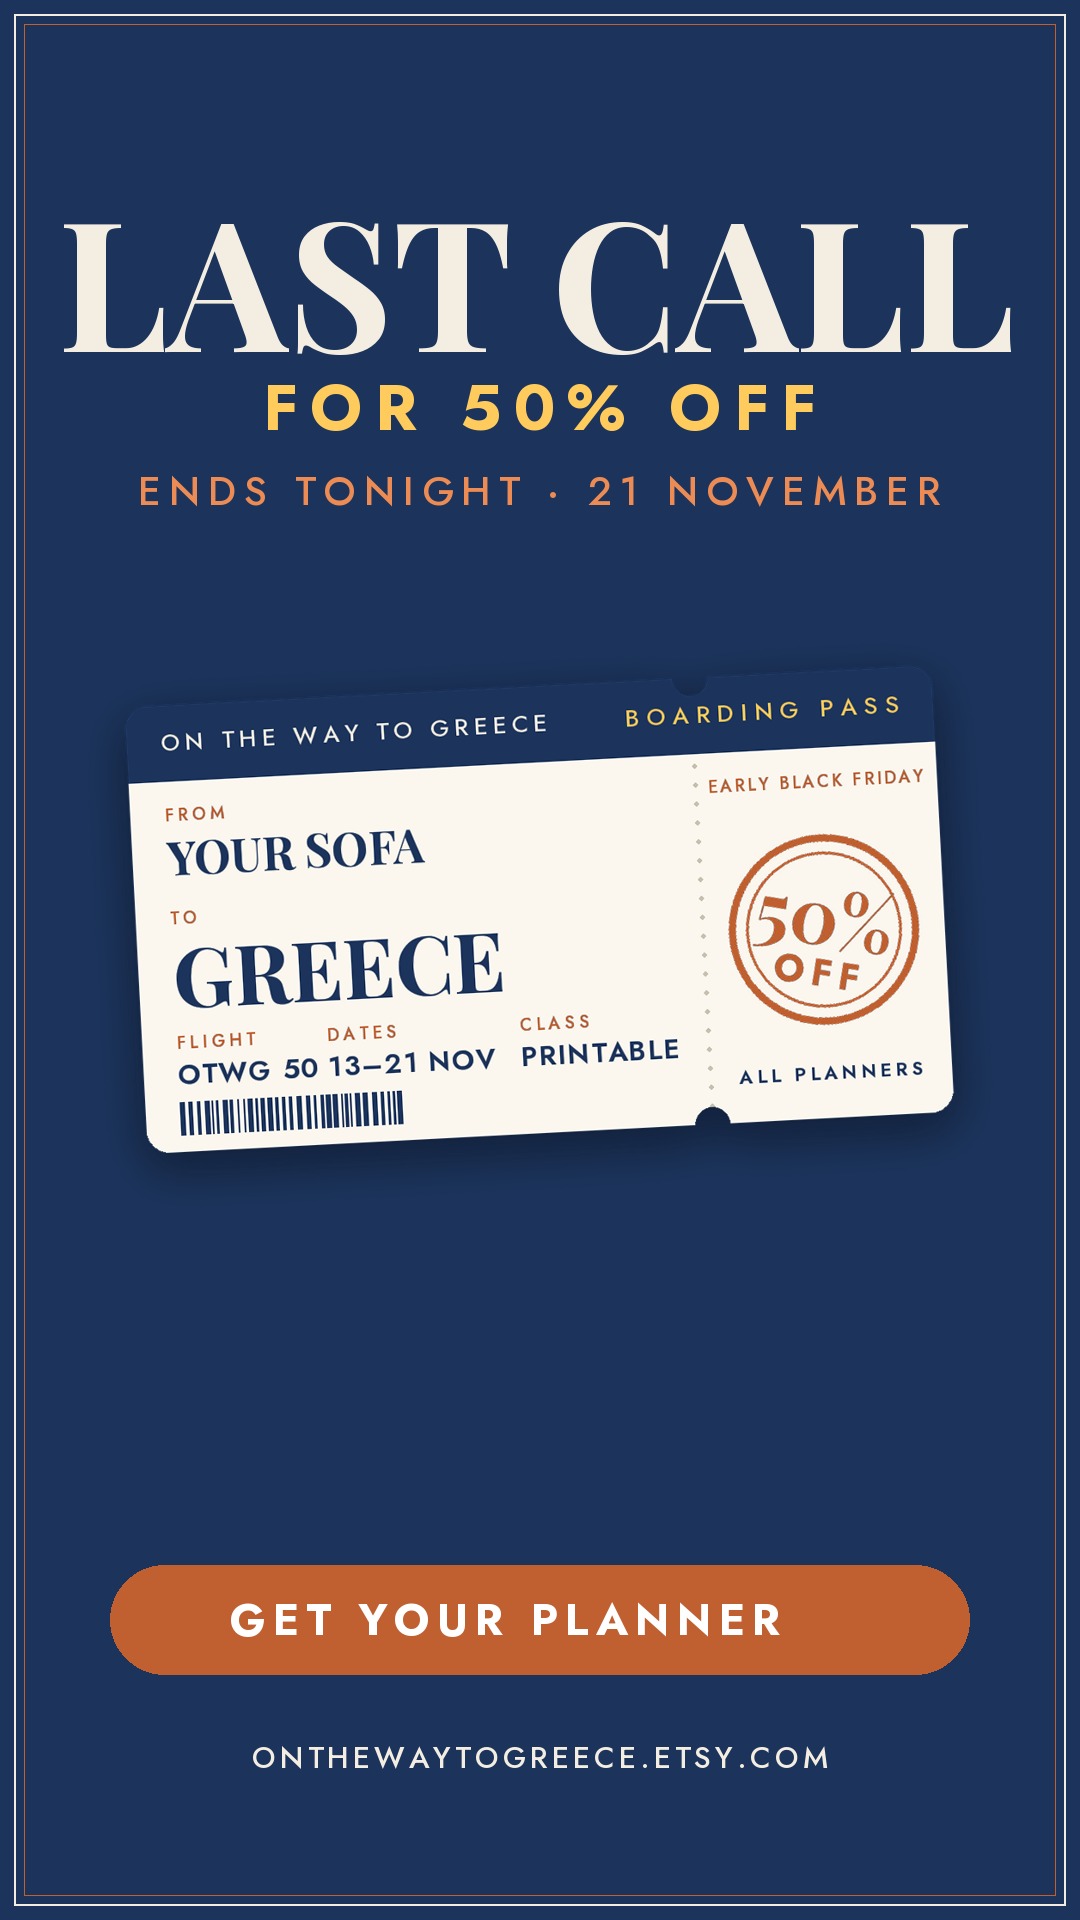 LAST CALL
FOR 50% OFF
ENDS TONIGHT · 21 NOVEMBER
ON THE WAY TO GREECE
BOARDING PASS
FROM
YOUR SOFA
TO
GREECE
FLIGHT
OTWG 50
DATES
13–21 NOV
CLASS
PRINTABLE
EARLY BLACK FRIDAY
50%
OFF
ALL PLANNERS
GET YOUR PLANNER
ONTHEWAYTOGREECE.ETSY.COM